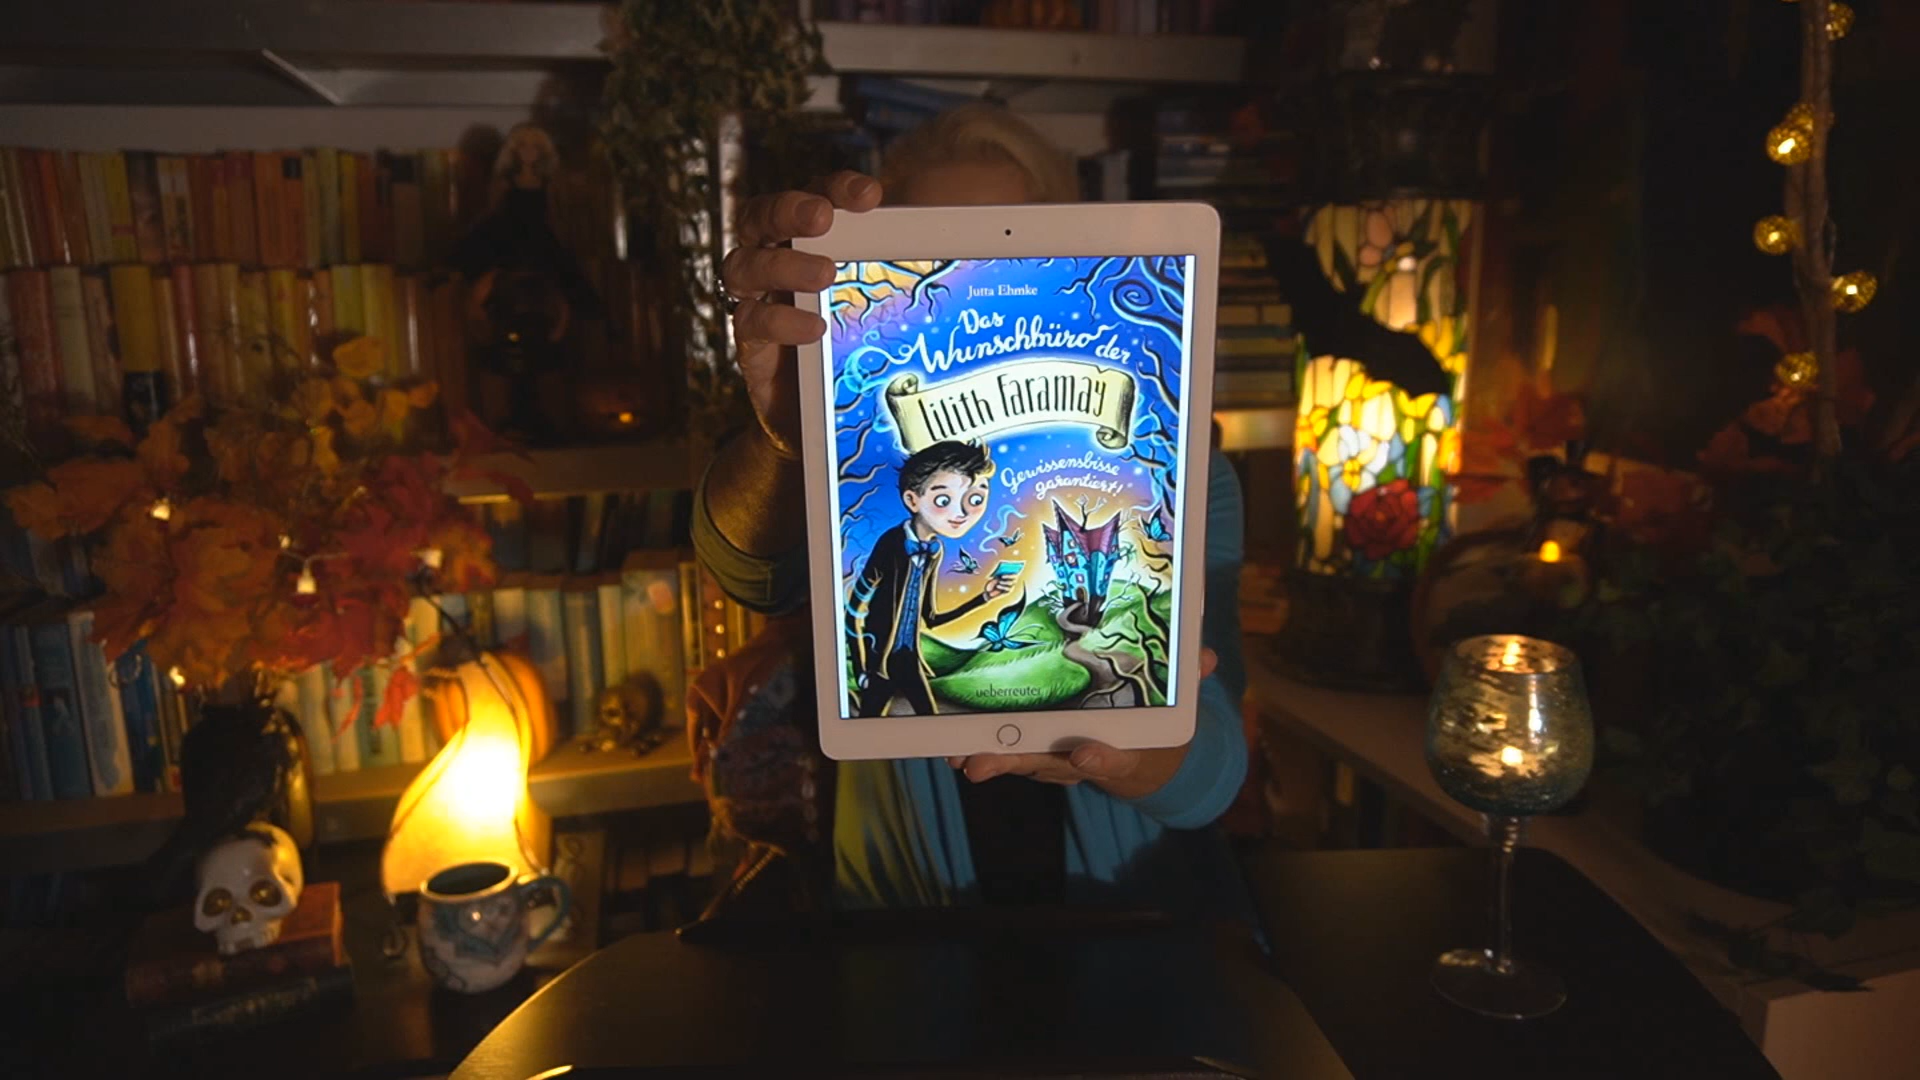 Jutta Ehmke
Das
Wunschbüro der
Lilith Faramay
Gewissensbisse
garantiert!
ueberreuter